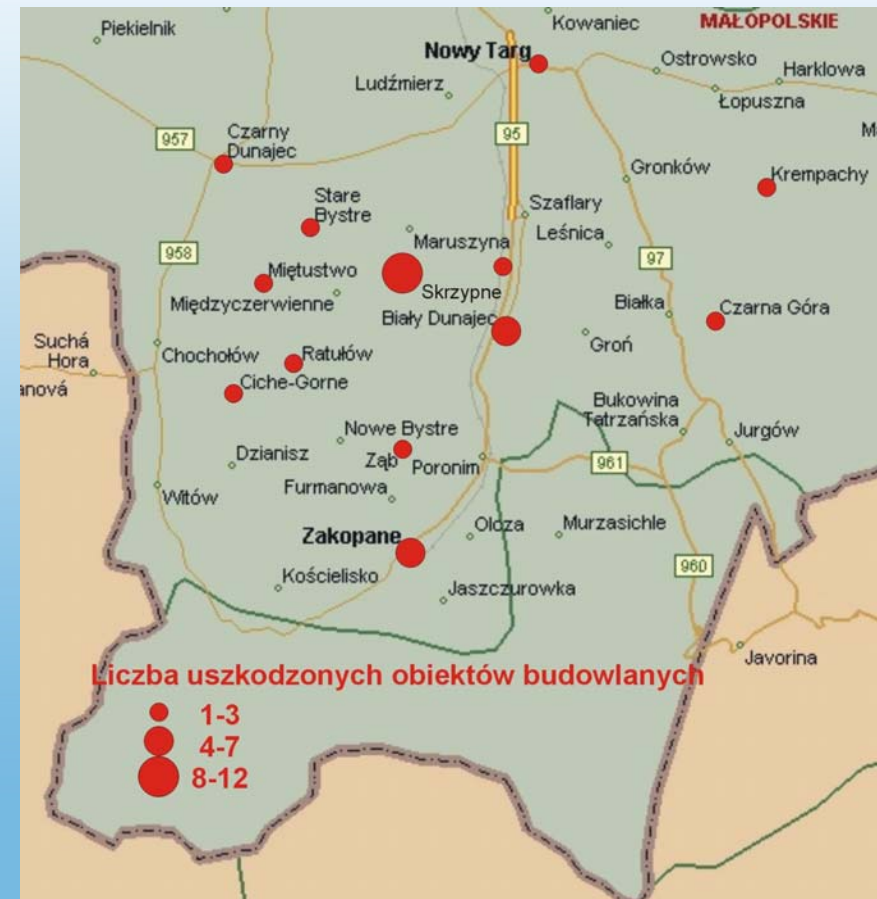 Piekielnik
Kowaniec
MAŁOPOLSKIE
Nowy Targ
Ostrowsko
Harklowa
Ludźmierz
Łopuszna
957
Czarny
Dunajec
95
Gronków
Krempachy
Stare
Bystre
Szaflary
Leśnica
Maruszyna
958
97
Miętustwo
Międzyczerwienne
Skrzypne
Biały Dunajec
Białka
Czarna Góra
Suchá
Hora
Chochołów
Ratułów
Groń
anová
Ciche-Gorne
Bukowina
Tatrzańska
Nowe Bystre
Jurgów
Dzianisz
Ząb
Poronim
961
Furmanowa
Witów
Zakopane
Olcza
Murzasichle
960
Kościelisko
Jaszczurowka
Javorina
Liczba uszkodzonych obiektów budowlanych
1-3
4-7
8-12